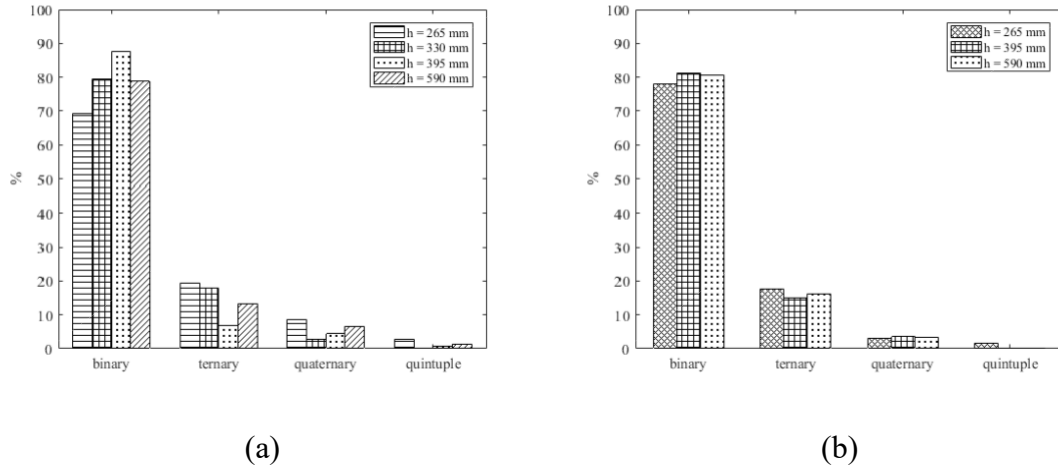 100
90
80
70
60
50
40
30
20
10
0
%
h = 265 mm
h = 330 mm
h = 395 mm
h = 590 mm
binary
ternary
quaternary
quintuple
(a)
100
90
80
70
60
50
40
30
20
10
0
%
h = 265 mm
h = 395 mm
h = 590 mm
binary
ternary
quaternary
quintuple
(b)